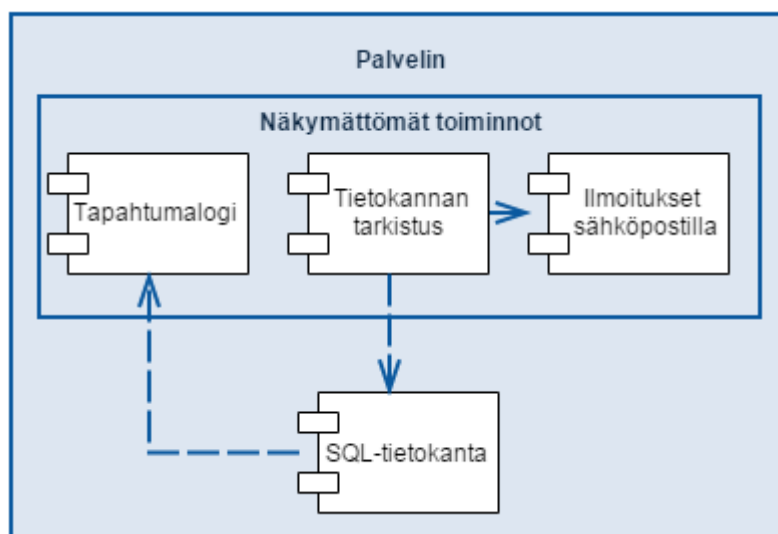 Palvelin
Näkymättömät toiminnot
Tapahtumalogi
Tietokannan
tarkistus
Ilmoitukset
sähköpostilla
SQL-tietokanta